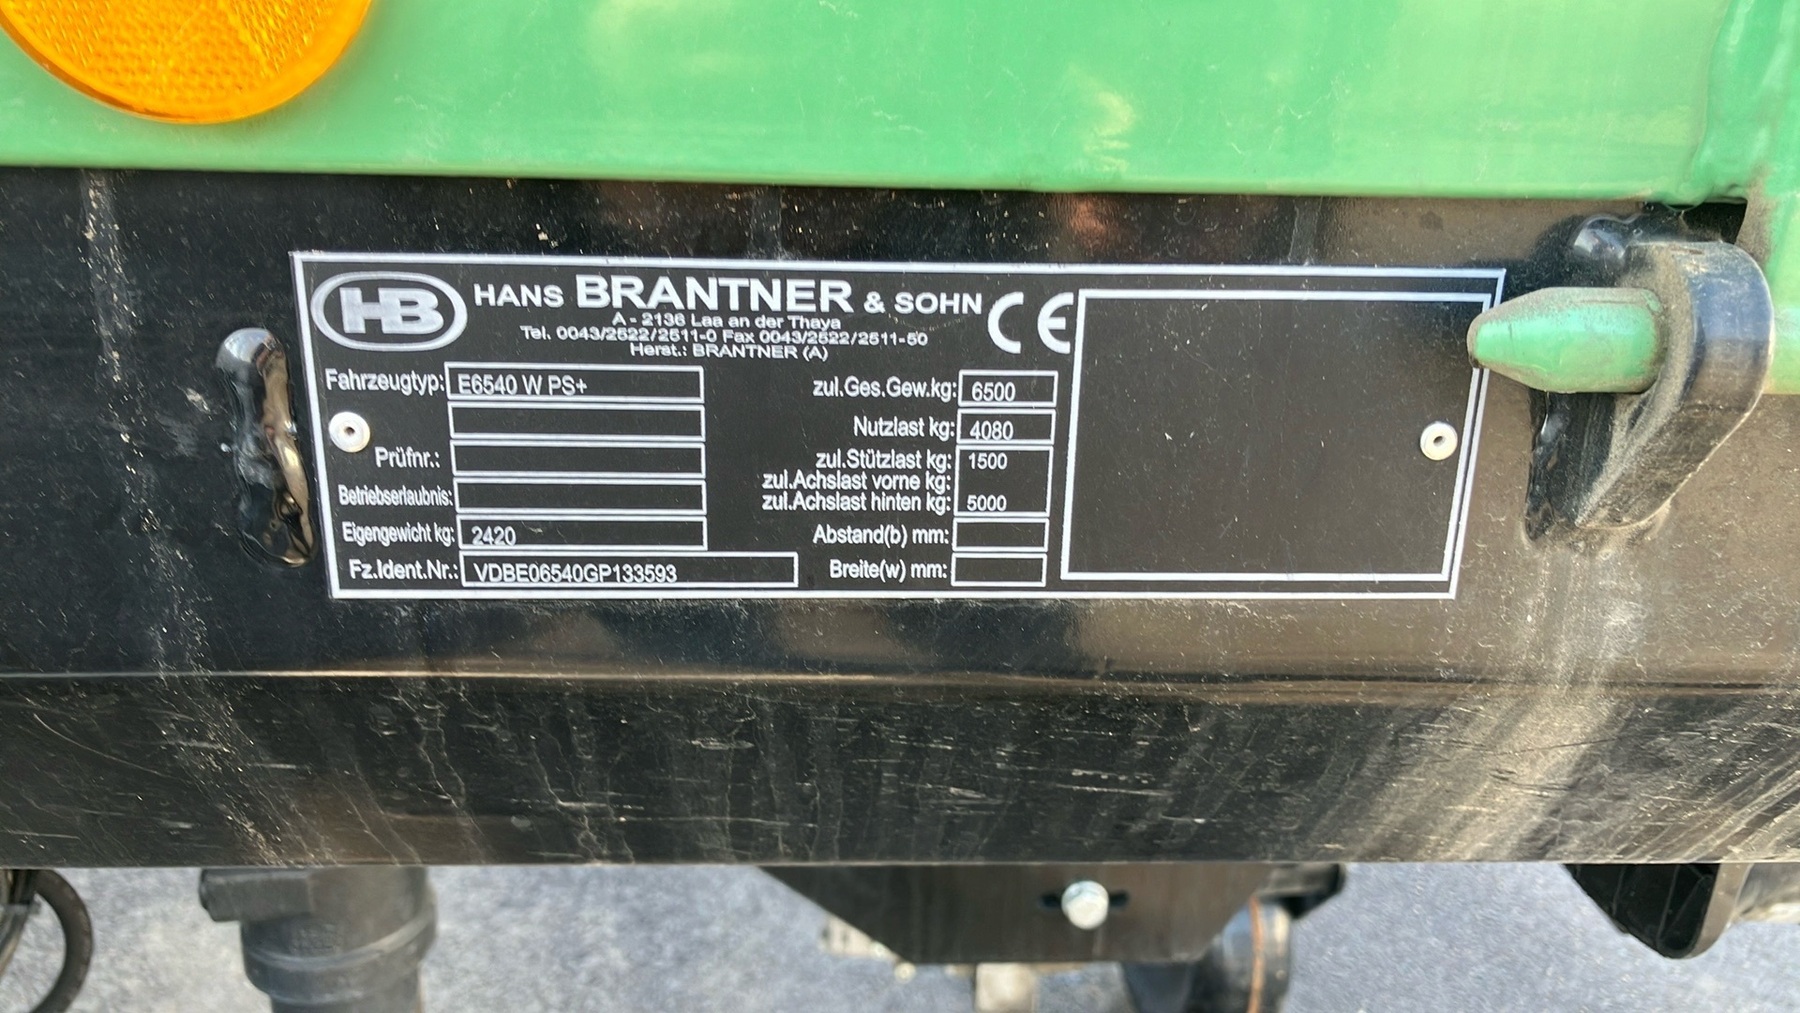 HB HANS BRANTNER & SOHN CE
A - 2136 Laa an der Thaya
Tel. 0043/2522/2511-0 Fax 0043/2522/2511-50
Herst.: BRANTNER (A)
Fahrzeugtyp: E6540 W PS+
Prüfnr.:
Betriebserlaubnis:
Eigengewicht kg: 2420
Fz.Ident.Nr.: VDBE06540GP133593
zul.Ges.Gew.kg: 6500
Nutzlast kg: 4080
zul.Stützlast kg: 1500
zul.Achslast vorne kg:
zul.Achslast hinten kg: 5000
Abstand(b) mm:
Breite(w) mm: